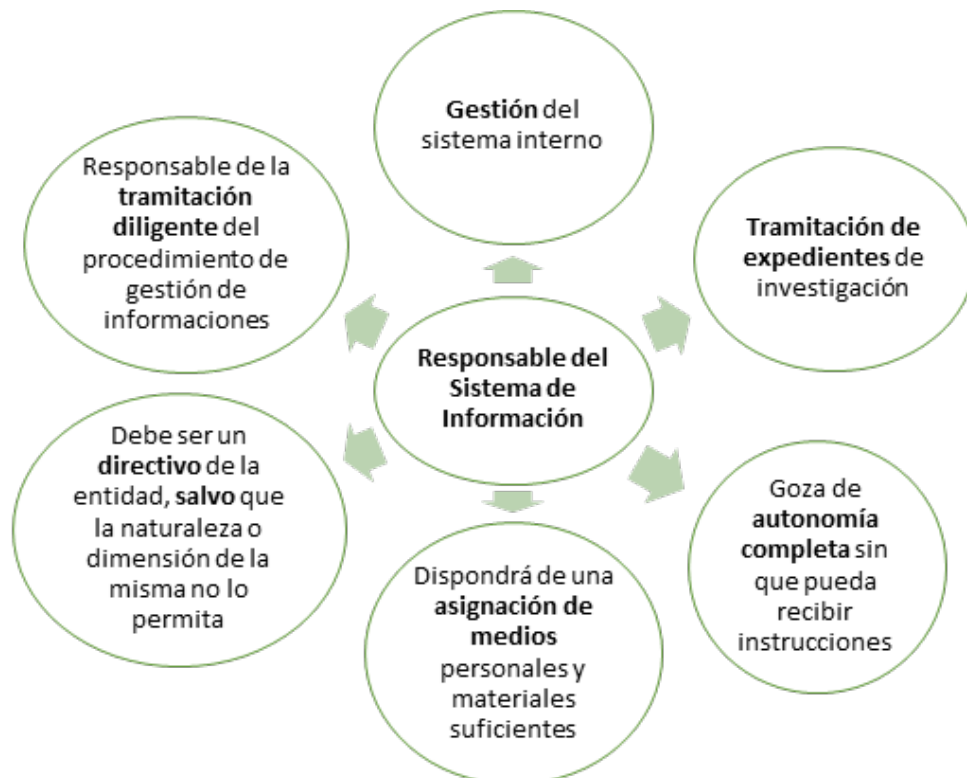 Gestión del
sistema interno
Responsable de la
tramitación
diligente del
procedimiento de
gestión de
informaciones
Tramitación de
expedientes de
investigación
Responsable del
Sistema de
Información
Debe ser un
directivo de la
entidad, salvo que
la naturaleza o
dimensión de la
misma no lo
permita
Goza de
autonomía
completa sin
que pueda
recibir
instrucciones
Dispondrá de una
asignación de
medios
personales y
materiales
suficientes